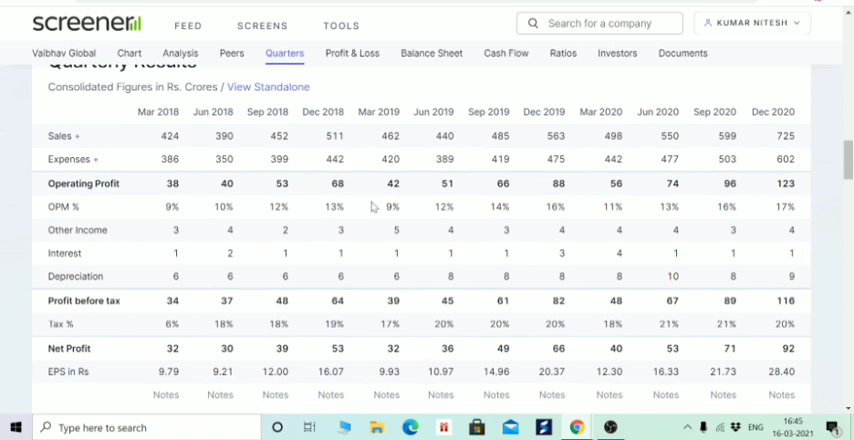 screener
FEED SCREENS TOOLS
Search for a company
KUMAR NITESH
Vaibhav Global Chart Analysis Peers Quarters Profit & Loss Balance Sheet Cash Flow Ratios Investors Documents
Quarterly Results
Consolidated Figures in Rs. Crores / View Standalone
Mar 2018 Jun 2018 Sep 2018 Dec 2018 Mar 2019 Jun 2019 Sep 2019 Dec 2019 Mar 2020 Jun 2020 Sep 2020 Dec 2020
Sales + 424 390 452 511 462 440 485 563 498 550 599 725
Expenses + 386 350 399 442 420 389 419 475 442 477 503 602
Operating Profit 38 40 53 68 42 51 66 88 56 74 96 123
OPM % 9% 10% 12% 13% 9% 12% 14% 16% 11% 13% 16% 17%
Other Income 3 4 2 3 5 4 3 4 4 4 3 4
Interest 1 2 1 1 1 1 1 3 4 1 1 1
Depreciation 6 6 6 6 6 8 8 8 8 10 8 9
Profit before tax 34 37 48 64 39 45 61 82 48 67 89 116
Tax % 6% 18% 18% 19% 17% 20% 20% 20% 18% 21% 21% 20%
Net Profit 32 30 39 53 32 36 49 66 40 53 71 92
EPS in Rs 9.79 9.21 12.00 16.07 9.93 10.97 14.96 20.37 12.30 16.33 21.73 28.40
Notes Notes Notes Notes Notes Notes Notes Notes Notes Notes Notes Notes
Type here to search
ENG
16:45
16-03-2021